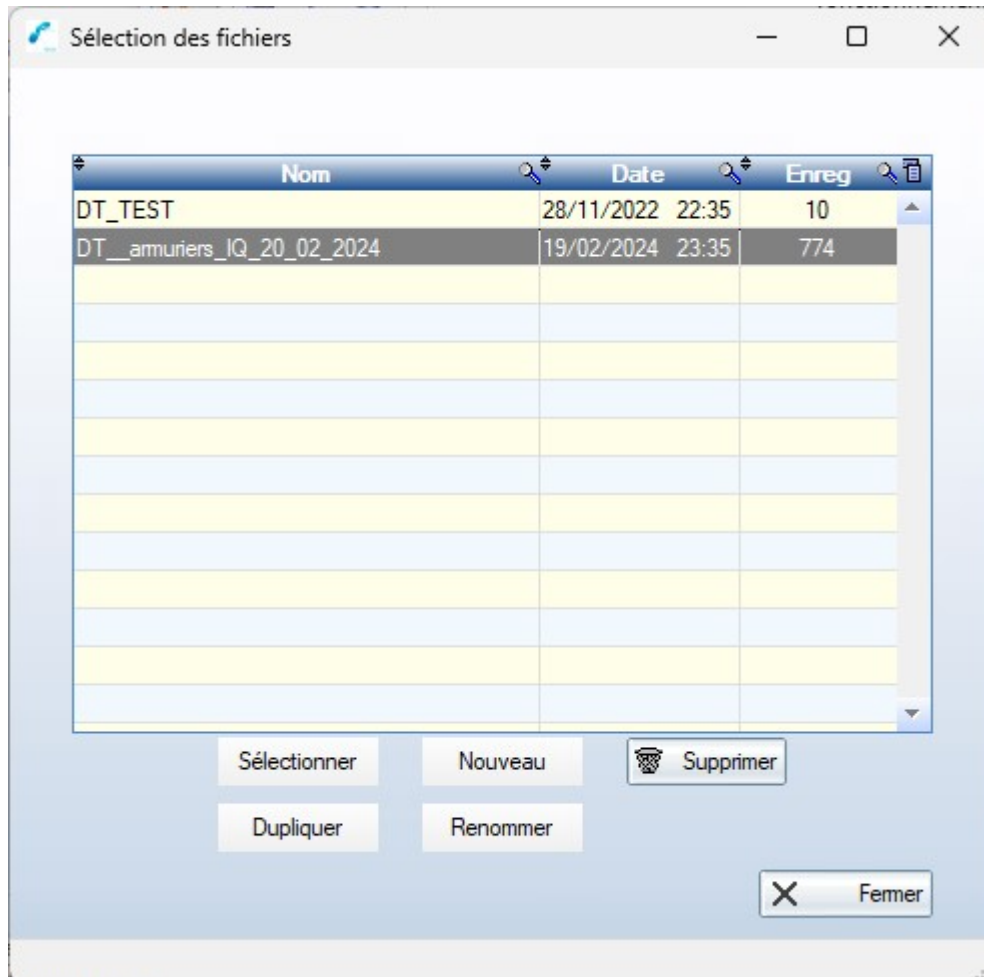 Sélection des fichiers
Nom Date Enreg
DT_TEST 28/11/2022 22:35 10
DT__armuriers_IQ_20_02_2024 19/02/2024 23:35 774
Sélectionner Nouveau Supprimer
Dupliquer Renommer
Fermer